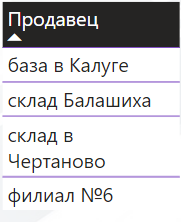 Продавец
база в Калуге
склад Балашиха
склад в
Чертаново
филиал №6